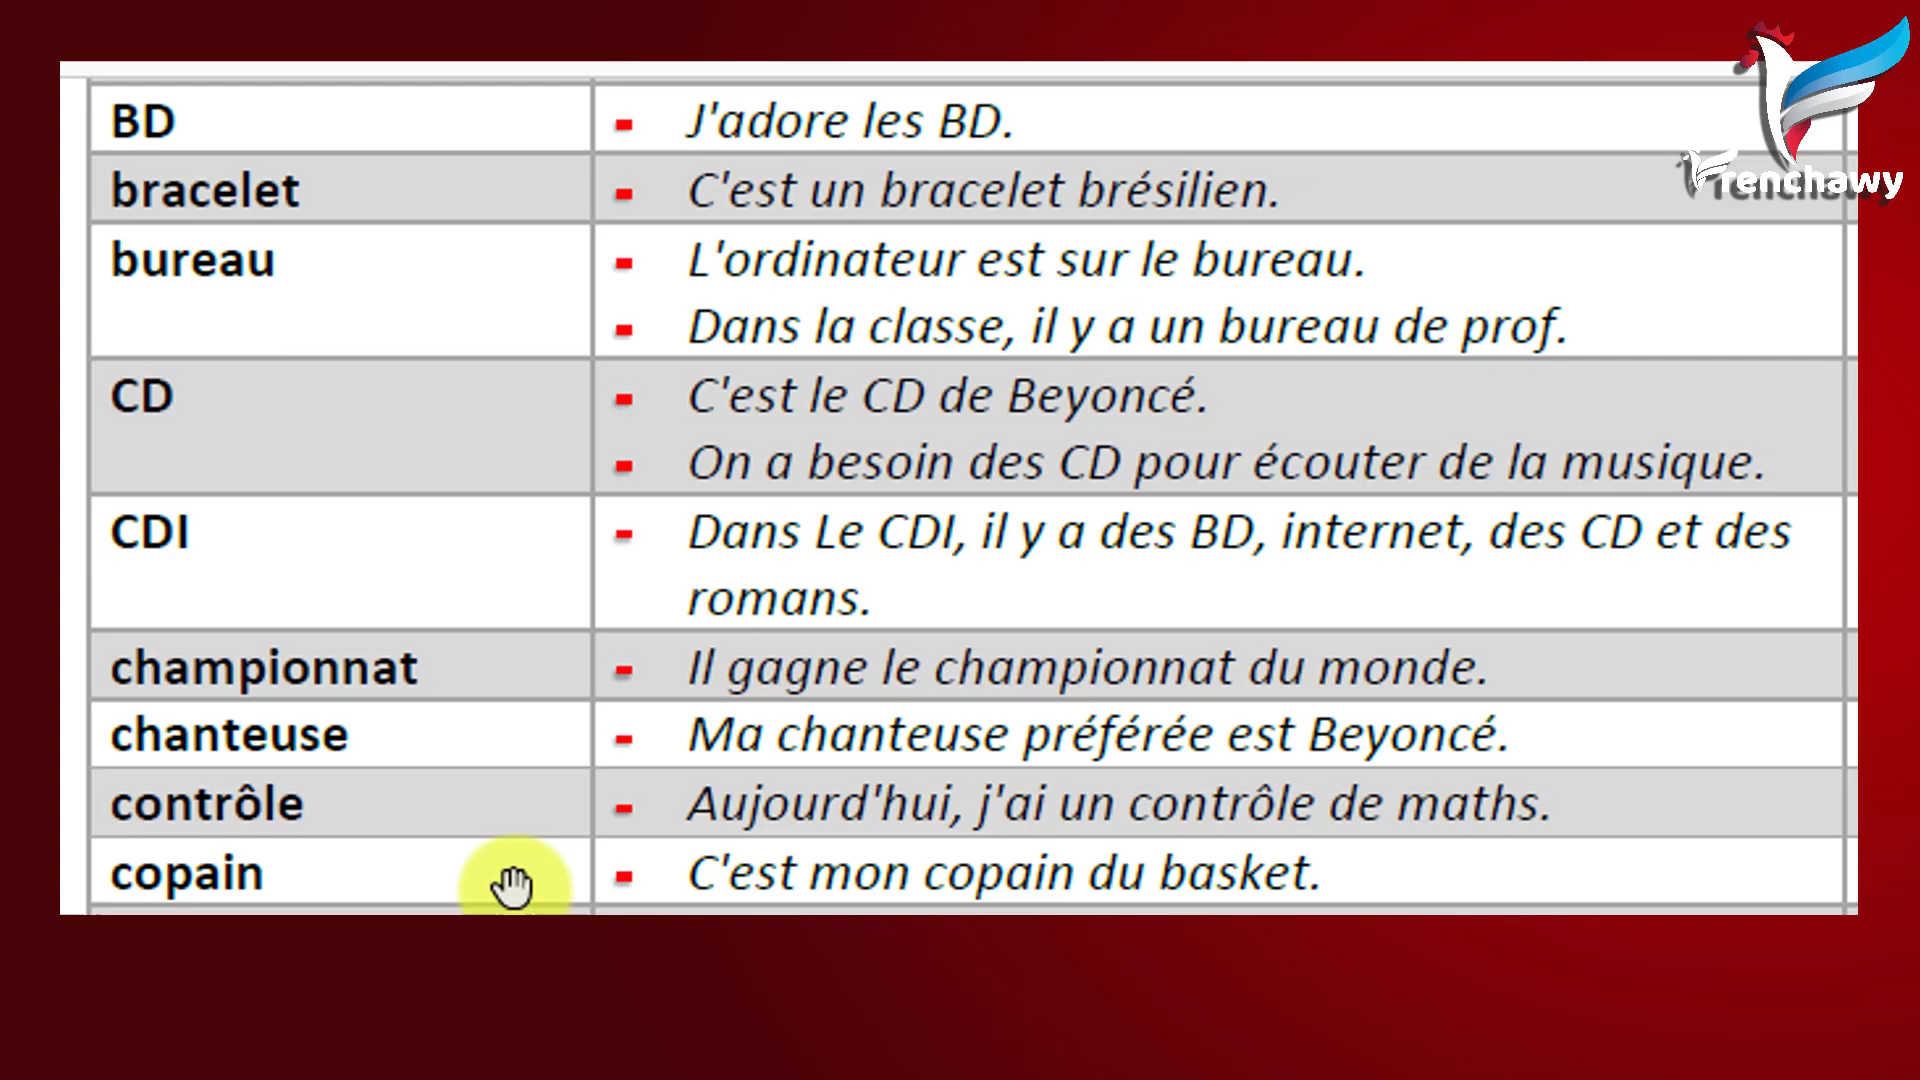 BD - J'adore les BD.
bracelet - C'est un bracelet brésilien.
bureau - L'ordinateur est sur le bureau.
- Dans la classe, il y a un bureau de prof.
CD - C'est le CD de Beyoncé.
- On a besoin des CD pour écouter de la musique.
CDI - Dans Le CDI, il y a des BD, internet, des CD et des
romans.
championnat - Il gagne le championnat du monde.
chanteuse - Ma chanteuse préférée est Beyoncé.
contrôle - Aujourd'hui, j'ai un contrôle de maths.
copain - C'est mon copain du basket.
Frenchawy